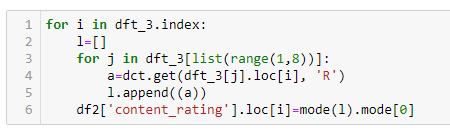 1 for i in dft_3.index:
2     l=[]
3     for j in dft_3[list(range(1,8))]:
4         a=dct.get(dft_3[j].loc[i], 'R')
5         l.append((a))
6     df2['content_rating'].loc[i]=mode(l).mode[0]